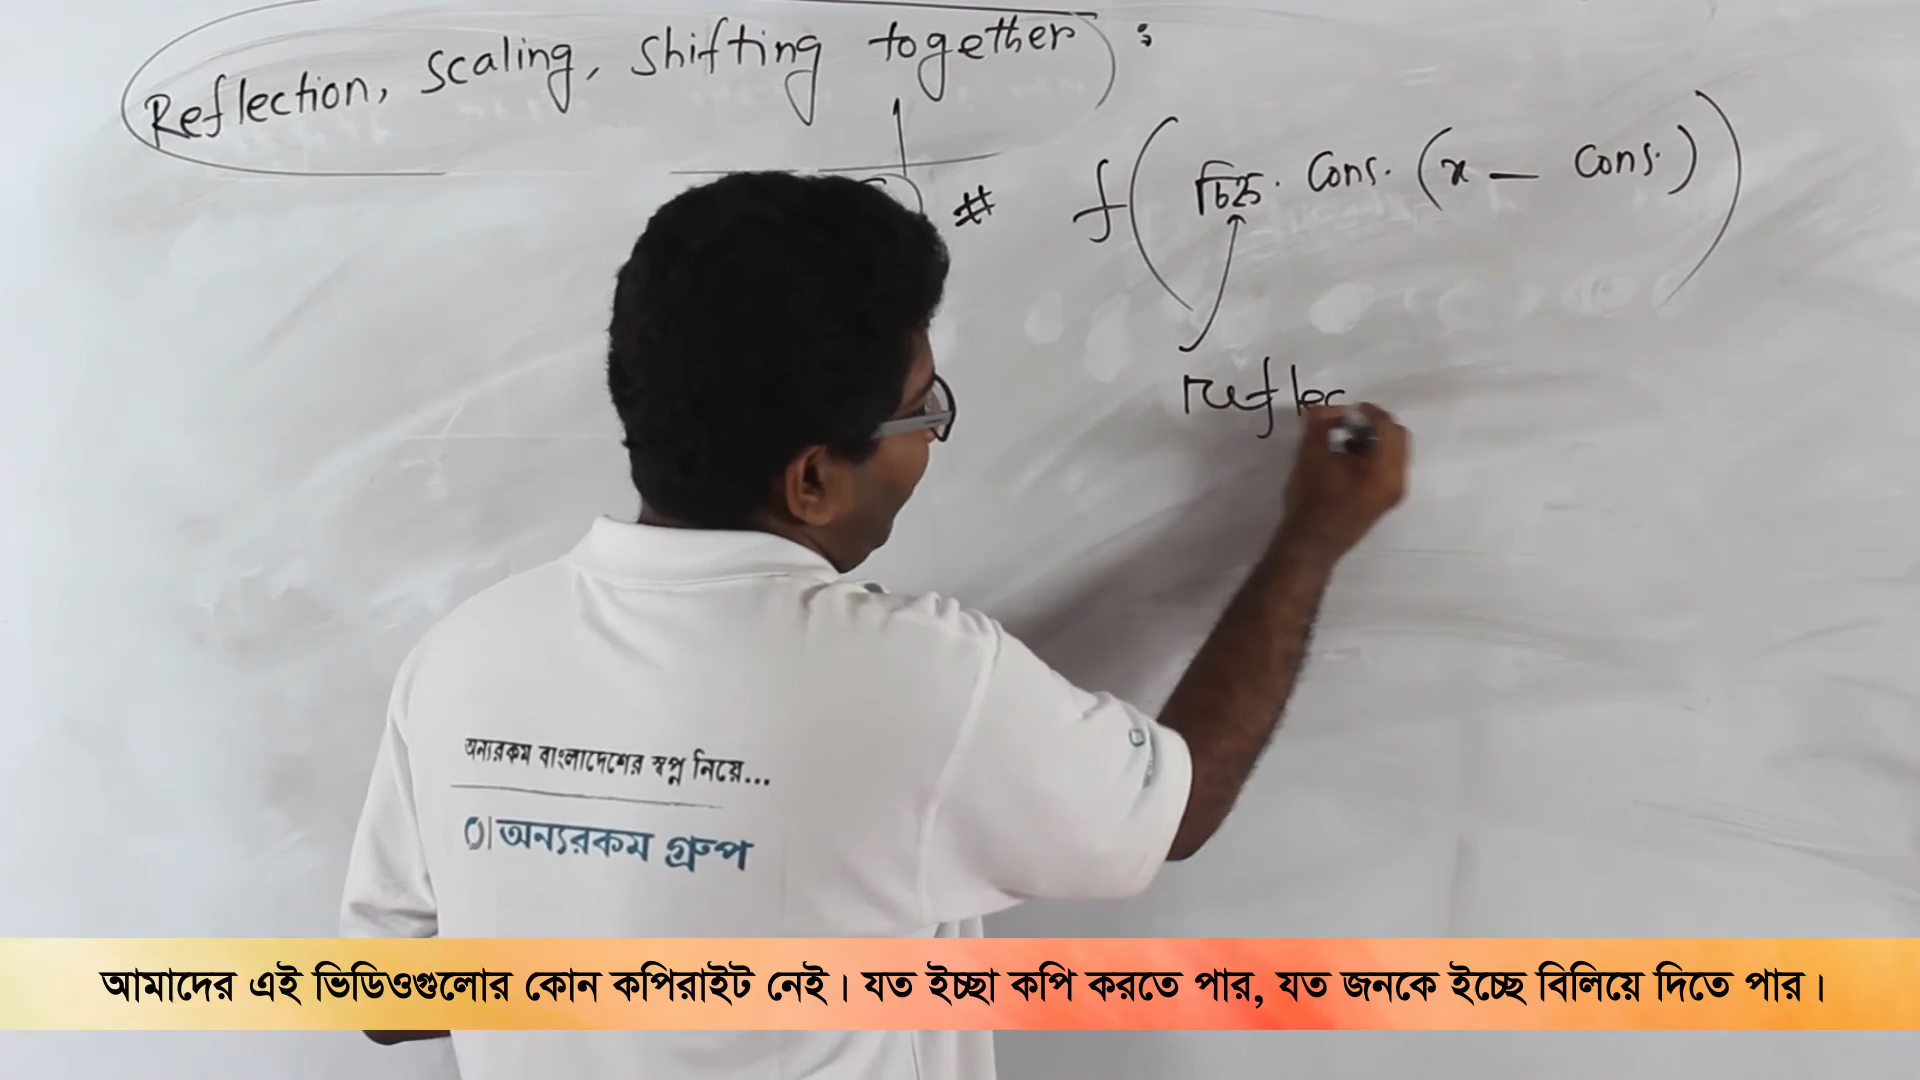 Reflection, Scaling, Shifting together :
# f( চিহ্ন. Cons. (x — Cons.) )
reflec
অন্যরকম বাংলাদেশের স্বপ্ন নিয়ে...
অন্যরকম গ্রুপ
আমাদের এই ভিডিওগুলোর কোন কপিরাইট নেই। যত ইচ্ছা কপি করতে পার, যত জনকে ইচ্ছে বিলিয়ে দিতে পার।